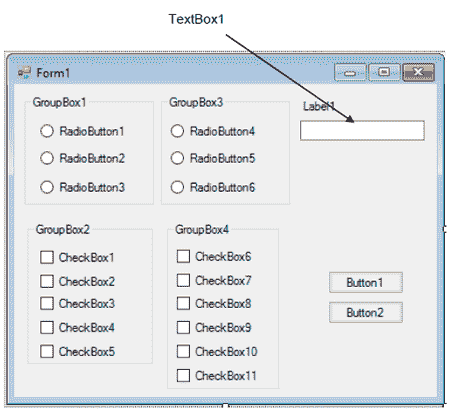 TextBox1
Form1
GroupBox1
RadioButton1
RadioButton2
RadioButton3
GroupBox3
RadioButton4
RadioButton5
RadioButton6
Label1
GroupBox2
CheckBox1
CheckBox2
CheckBox3
CheckBox4
CheckBox5
GroupBox4
CheckBox6
CheckBox7
CheckBox8
CheckBox9
CheckBox10
CheckBox11
Button1
Button2